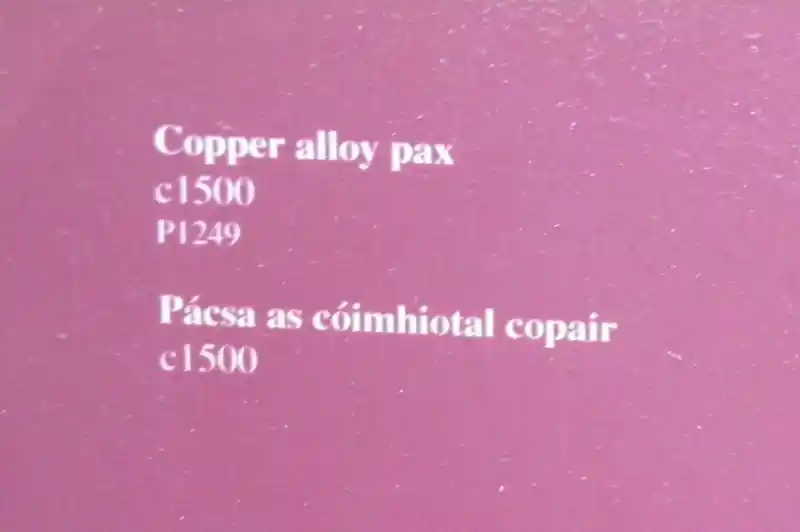 Copper alloy pax
c1500
P1249
Pácsa as cóimhiotal copair
c1500